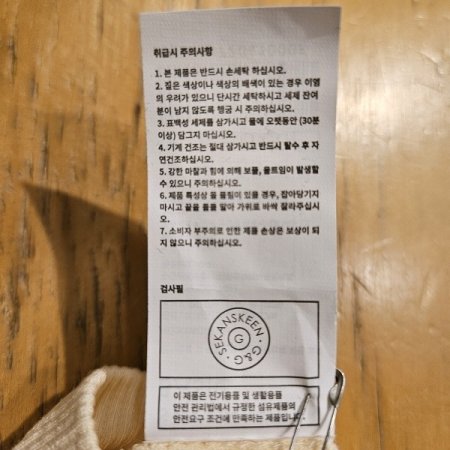 취급시 주의사항
1. 본 제품은 반드시 손세탁 하십시오.
2. 짙은 색상이나 색상의 배색이 있는 경우 이염
의 우려가 있으니 단시간 세탁하시고 세제 잔여
분이 남지 않도록 헹굼 시 주의하십시오.
3. 표백성 세제를 삼가시고 물에 오랫동안 (30분
이상) 담그지 마십시오.
4. 기계 건조는 절대 삼가시고 반드시 탈수 후 자
연건조하십시오.
5. 강한 마찰과 힘에 의해 보풀, 올트임이 발생할
수 있으니 주의하십시오.
6. 제품 특성상 올 풀림이 있을 경우, 잡아당기지
마시고 끝을 돌돌 말아 가위로 바싹 잘라주십시
오.
7. 소비자 부주의로 인한 제품 손상은 보상이 되
지 않으니 주의하십시오.
검사필
SEKANSKEEN · G&G ·
G
이 제품은 전기용품 및 생활용품
안전 관리법에서 규정한 섬유제품의
안전요구 조건에 만족하는 제품입니다.